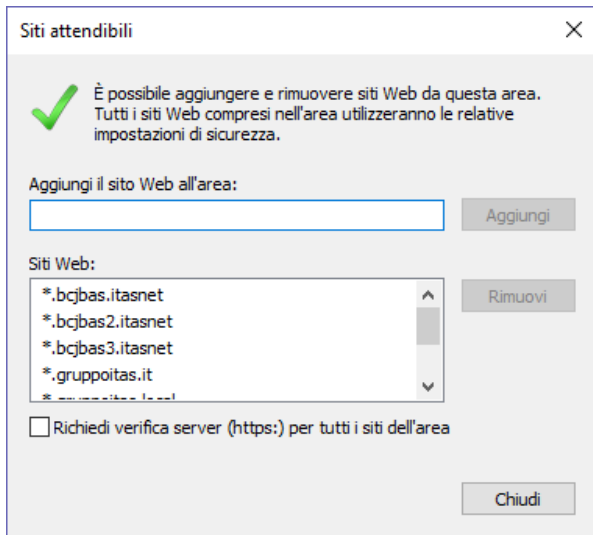 Siti attendibili
È possibile aggiungere e rimuovere siti Web da questa area.
Tutti i siti Web compresi nell'area utilizzeranno le relative
impostazioni di sicurezza.
Aggiungi il sito Web all'area:
Aggiungi
Siti Web:
*.bcjbas.itasnet
Rimuovi
*.bcjbas2.itasnet
*.bcjbas3.itasnet
*.gruppoitas.it
Richiedi verifica server (https:) per tutti i siti dell'area
Chiudi